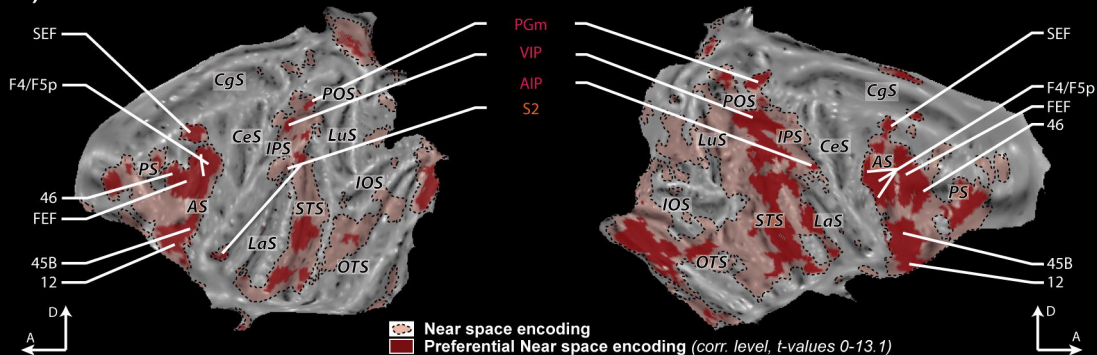 SEF
F4/F5p
46
FEF
45B
12
D
A
CgS
POS
CeS
IPS
LuS
PS
AS
IOS
STS
LaS
OTS
PGm
VIP
AIP
S2
POS
CgS
LuS
IPS
CeS
AS
PS
IOS
STS
LaS
OTS
SEF
F4/F5p
FEF
46
45B
12
D
A
Near space encoding
Preferential Near space encoding (corr. level, t-values 0-13.1)